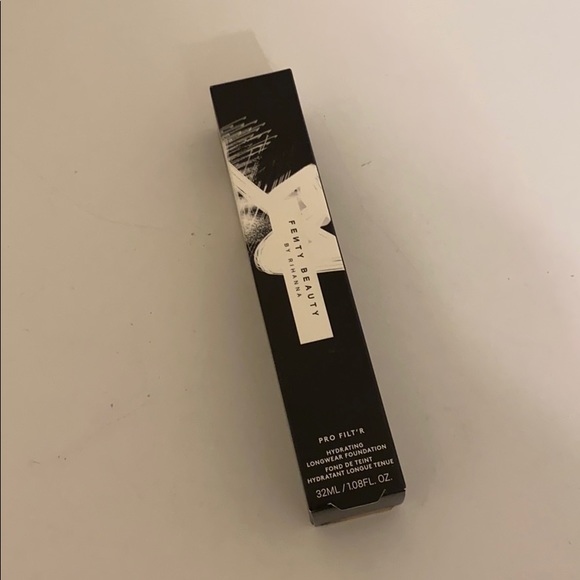 FENTY BEAUTY
BY RIHANNA
PRO FILT'R
HYDRATING
LONGWEAR FOUNDATION
FOND DE TEINT
HYDRATANT LONGUE TENUE
32ML / 1.08FL. OZ.